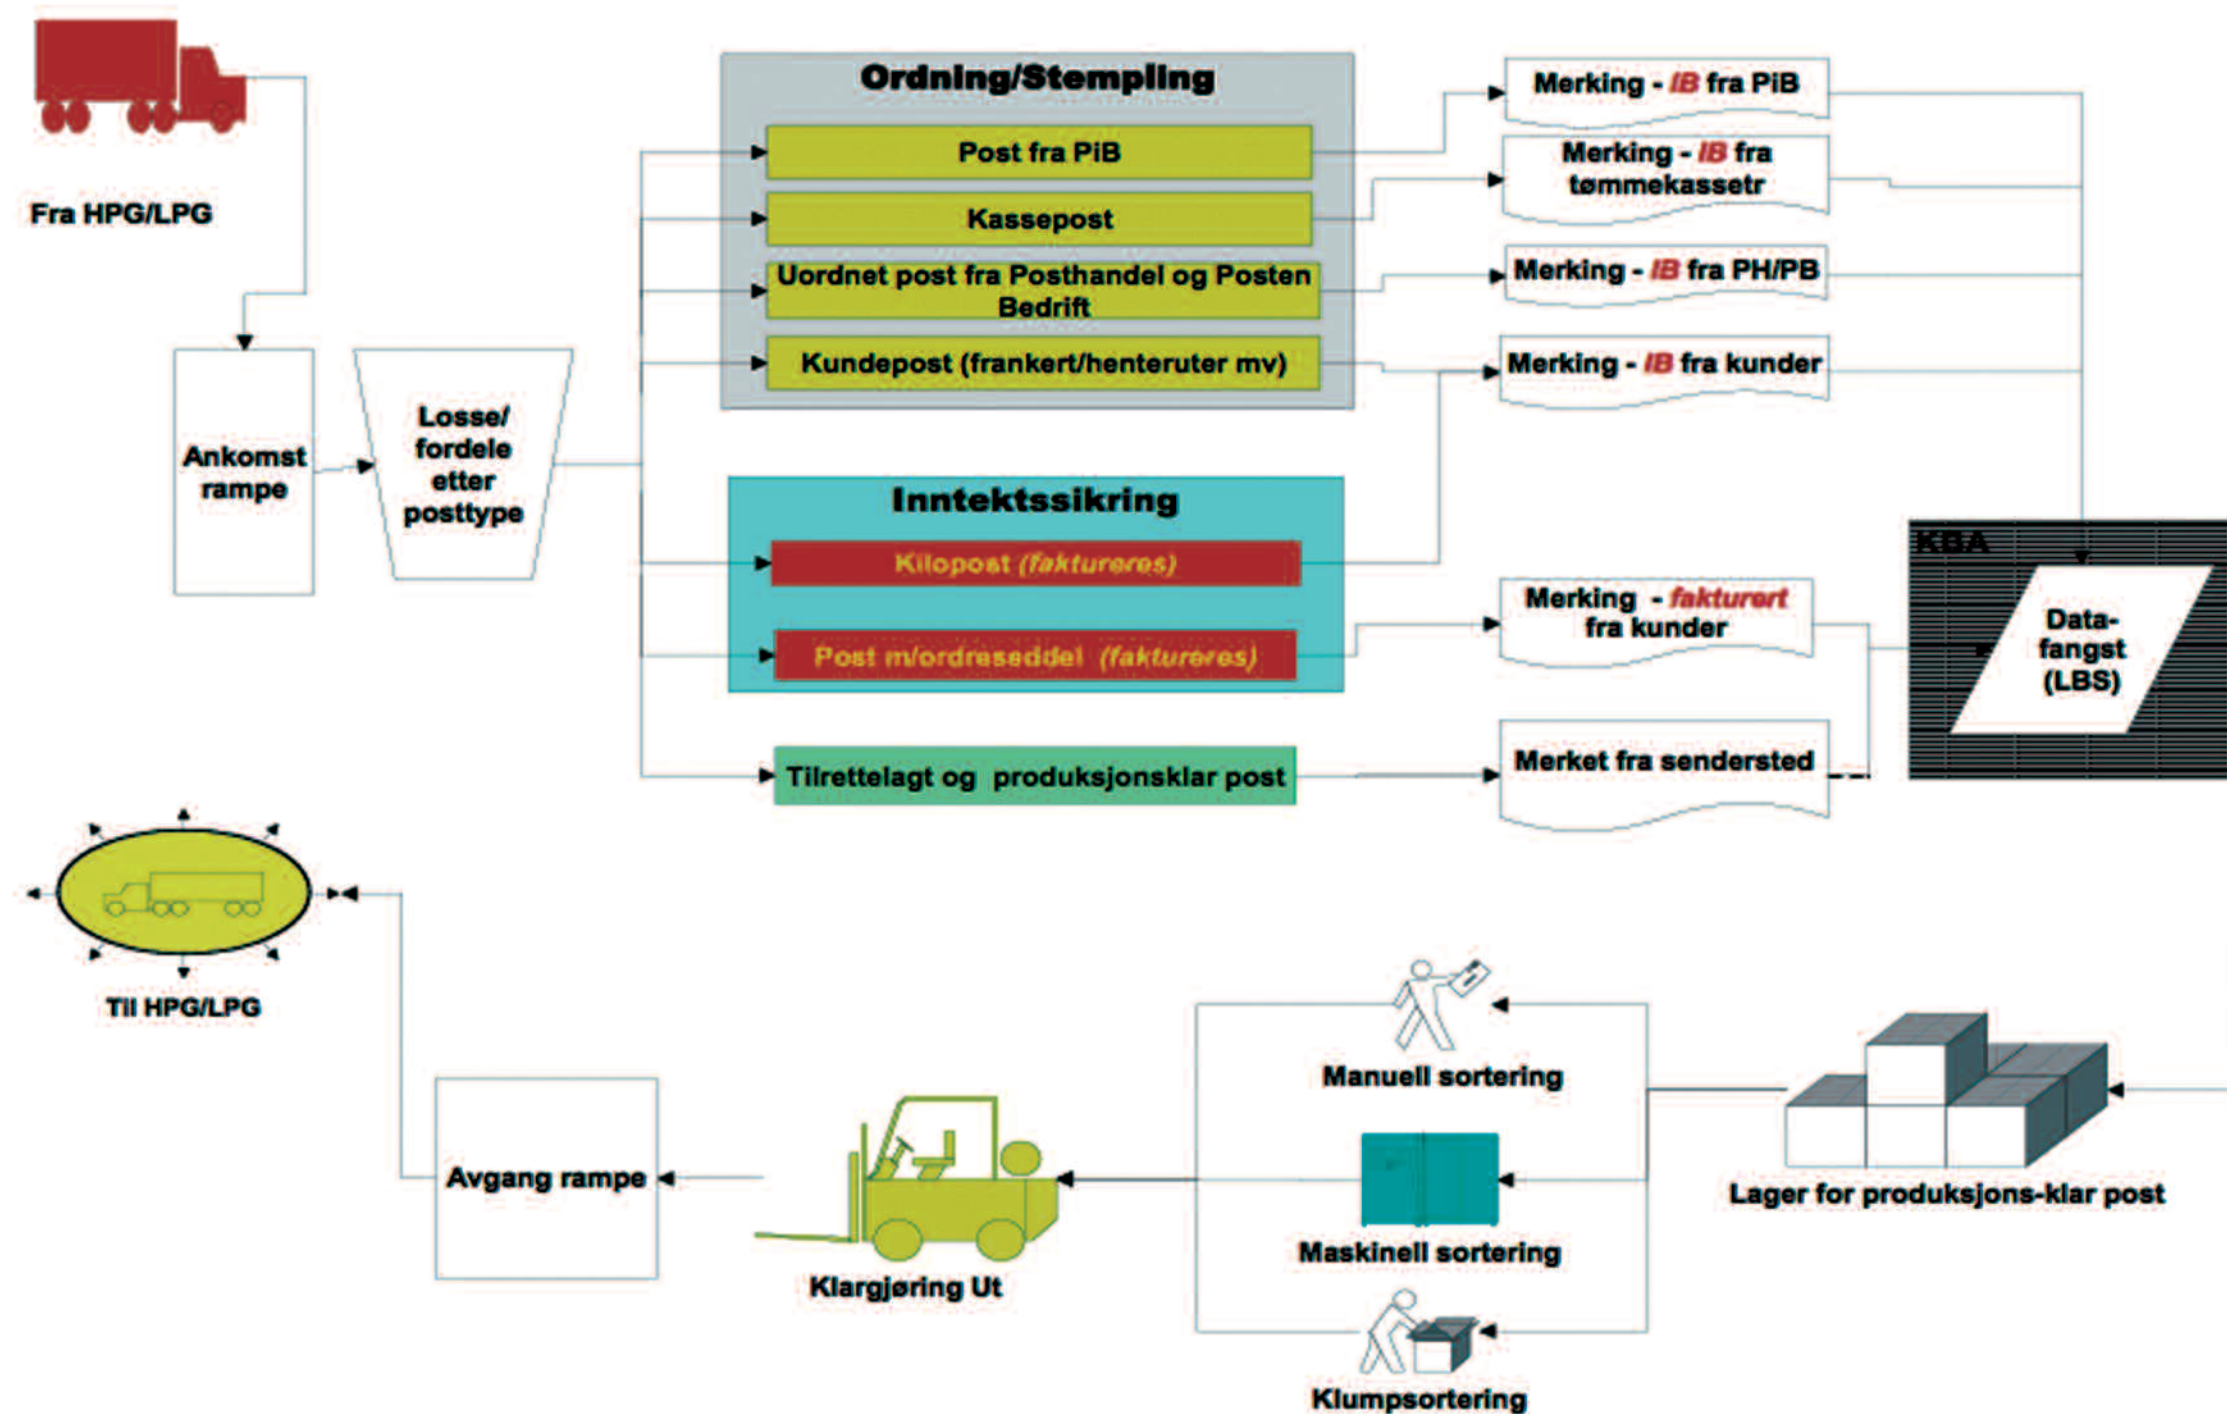 Fra HPG/LPG
Ankomst
rampe
Losse/
fordele
etter
posttype
Ordning/Stempling
Post fra PiB
Kassepost
Uordnet post fra Posthandel og Posten
Bedrift
Kundepost (frankert/henteruter mv)
Inntektssikring
Kilopost (faktureres)
Post m/ordreseddel (faktureres)
Tilrettelagt og produksjonsklar post
Merking - IB fra PiB
Merking - IB fra
tømmekassetr
Merking - IB fra PH/PB
Merking - IB fra kunder
Merking - fakturert
fra kunder
Merket fra sendersted
KBA
Data-
fangst
(LBS)
Til HPG/LPG
Avgang rampe
Klargjøring Ut
Manuell sortering
Maskinell sortering
Klumpsortering
Lager for produksjons-klar post